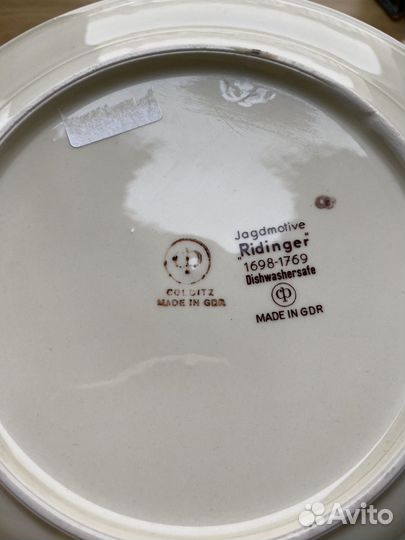 COLDITZ
MADE IN GDR
Jagdmotive
„Ridinger"
1698-1769
Dishwashersafe
MADE IN GDR
Avito